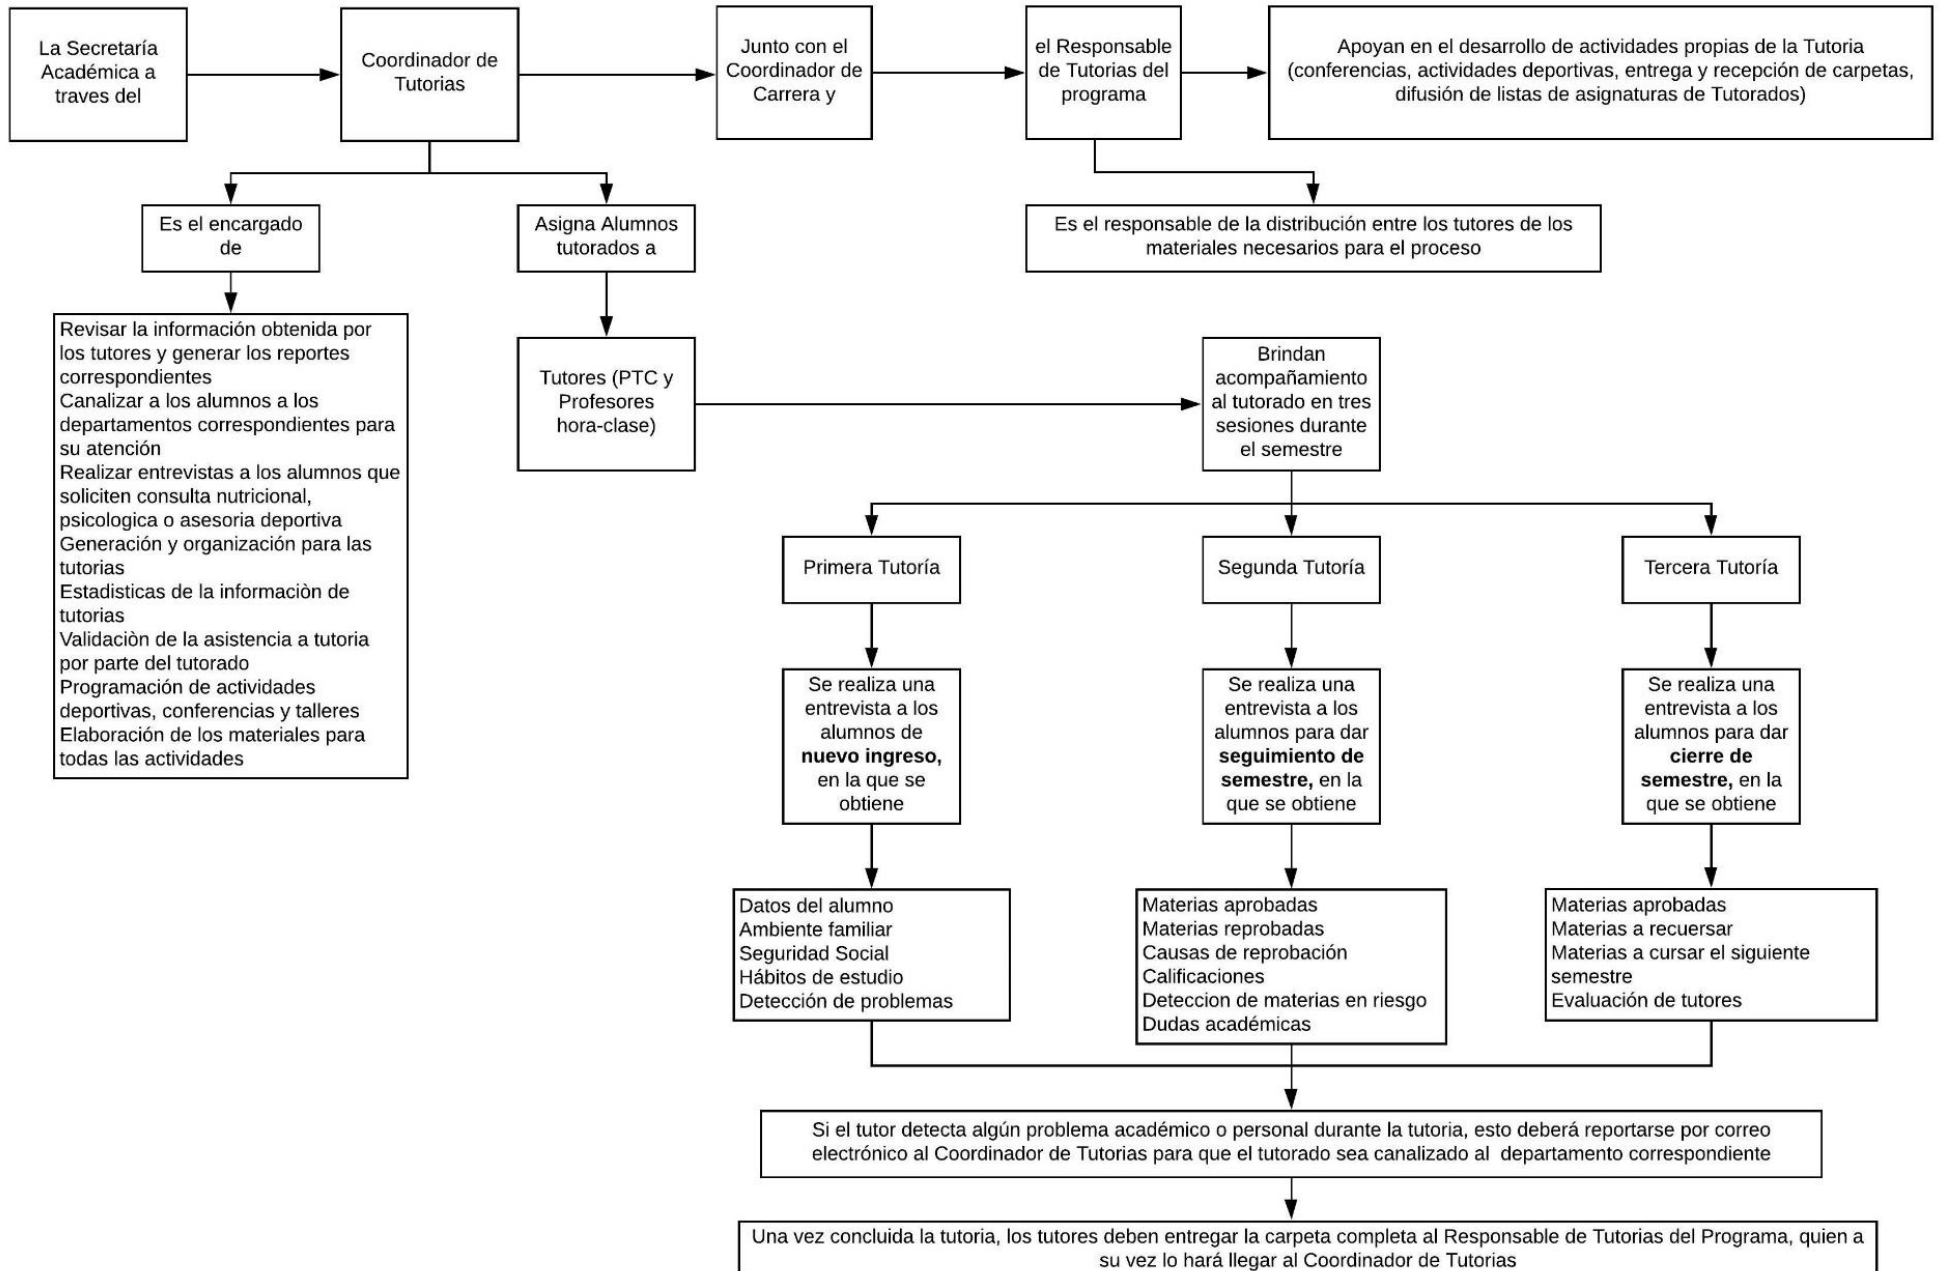 La Secretaría
Académica a
traves del
Coordinador de
Tutorias
Junto con el
Coordinador de
Carrera y
el Responsable
de Tutorias del
programa
Apoyan en el desarrollo de actividades propias de la Tutoria
(conferencias, actividades deportivas, entrega y recepción de carpetas,
difusión de listas de asignaturas de Tutorados)
Es el encargado
de
Asigna Alumnos
tutorados a
Es el responsable de la distribución entre los tutores de los
materiales necesarios para el proceso
Revisar la información obtenida por
los tutores y generar los reportes
correspondientes
Canalizar a los alumnos a los
departamentos correspondientes para
su atención
Realizar entrevistas a los alumnos que
soliciten consulta nutricional,
psicologica o asesoria deportiva
Generación y organización para las
tutorias
Estadisticas de la informaciòn de
tutorias
Validaciòn de la asistencia a tutoria
por parte del tutorado
Programación de actividades
deportivas, conferencias y talleres
Elaboración de los materiales para
todas las actividades
Tutores (PTC y
Profesores
hora-clase)
Brindan
acompañamiento
al tutorado en tres
sesiones durante
el semestre
Primera Tutoría
Segunda Tutoría
Tercera Tutoría
Se realiza una
entrevista a los
alumnos de
nuevo ingreso,
en la que se
obtiene
Se realiza una
entrevista a los
alumnos para dar
seguimiento de
semestre, en la
que se obtiene
Se realiza una
entrevista a los
alumnos para dar
cierre de
semestre, en la
que se obtiene
Datos del alumno
Ambiente familiar
Seguridad Social
Hábitos de estudio
Detección de problemas
Materias aprobadas
Materias reprobadas
Causas de reprobación
Calificaciones
Deteccion de materias en riesgo
Dudas académicas
Materias aprobadas
Materias a recuersar
Materias a cursar el siguiente
semestre
Evaluación de tutores
Si el tutor detecta algún problema académico o personal durante la tutoria, esto deberá reportarse por correo
electrónico al Coordinador de Tutorias para que el tutorado sea canalizado al departamento correspondiente
Una vez concluida la tutoria, los tutores deben entregar la carpeta completa al Responsable de Tutorias del Programa, quien a
su vez lo hará llegar al Coordinador de Tutorias